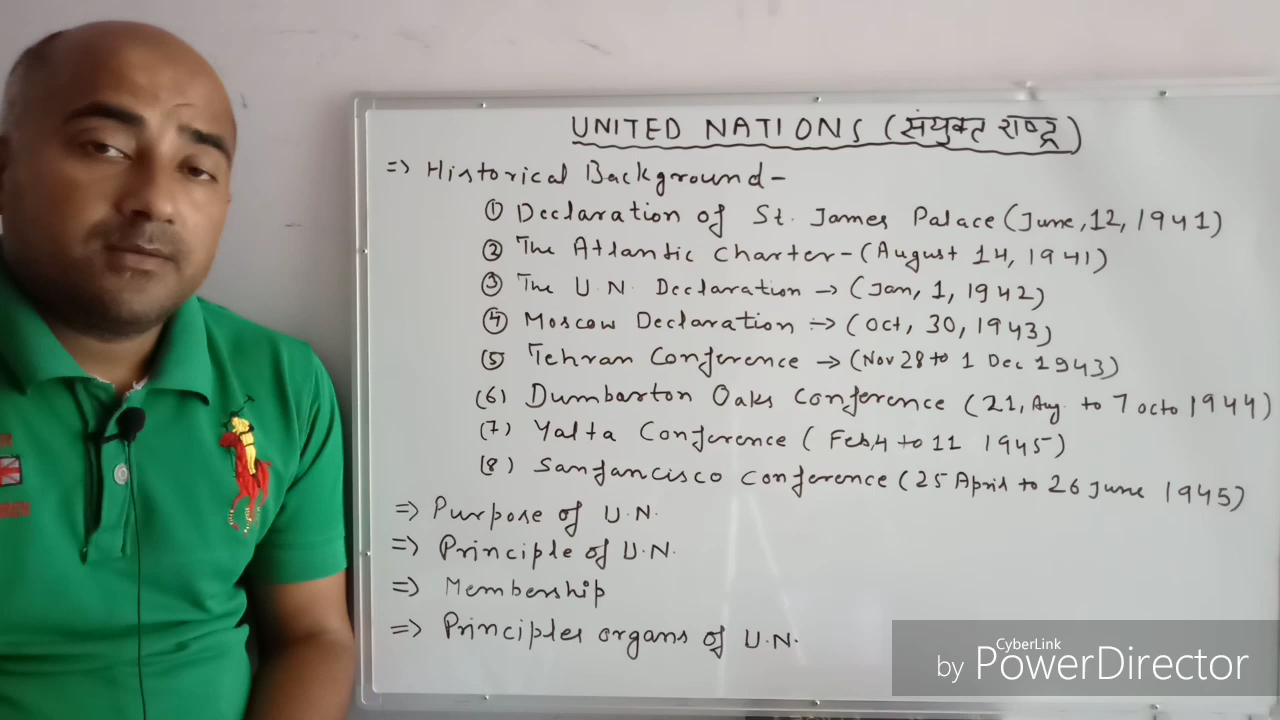 UNITED NATIONS (संयुक्त राष्ट्र)
=> Historical Background -
① Declaration of St. James Palace (June, 12, 1941)
② The Atlantic Charter - (August 14, 1941)
③ The U.N. Declaration → (Jan, 1, 1942)
④ Moscow Declaration → (Oct, 30, 1943)
⑤ Tehran Conference → (Nov 28 to 1 Dec 1943)
(6) Dumbarton Oaks Conference (21, Aug. to 7 octo 1944)
(7) Yalta Conference ( Feb,4 to 11 1945)
(8) Sanfancisco Conference (25 April to 26 June 1945)
=> Purpose of U.N.
=> Principle of U.N.
=> Membership
=> Principles organs of U.N.
CyberLink
by PowerDirector